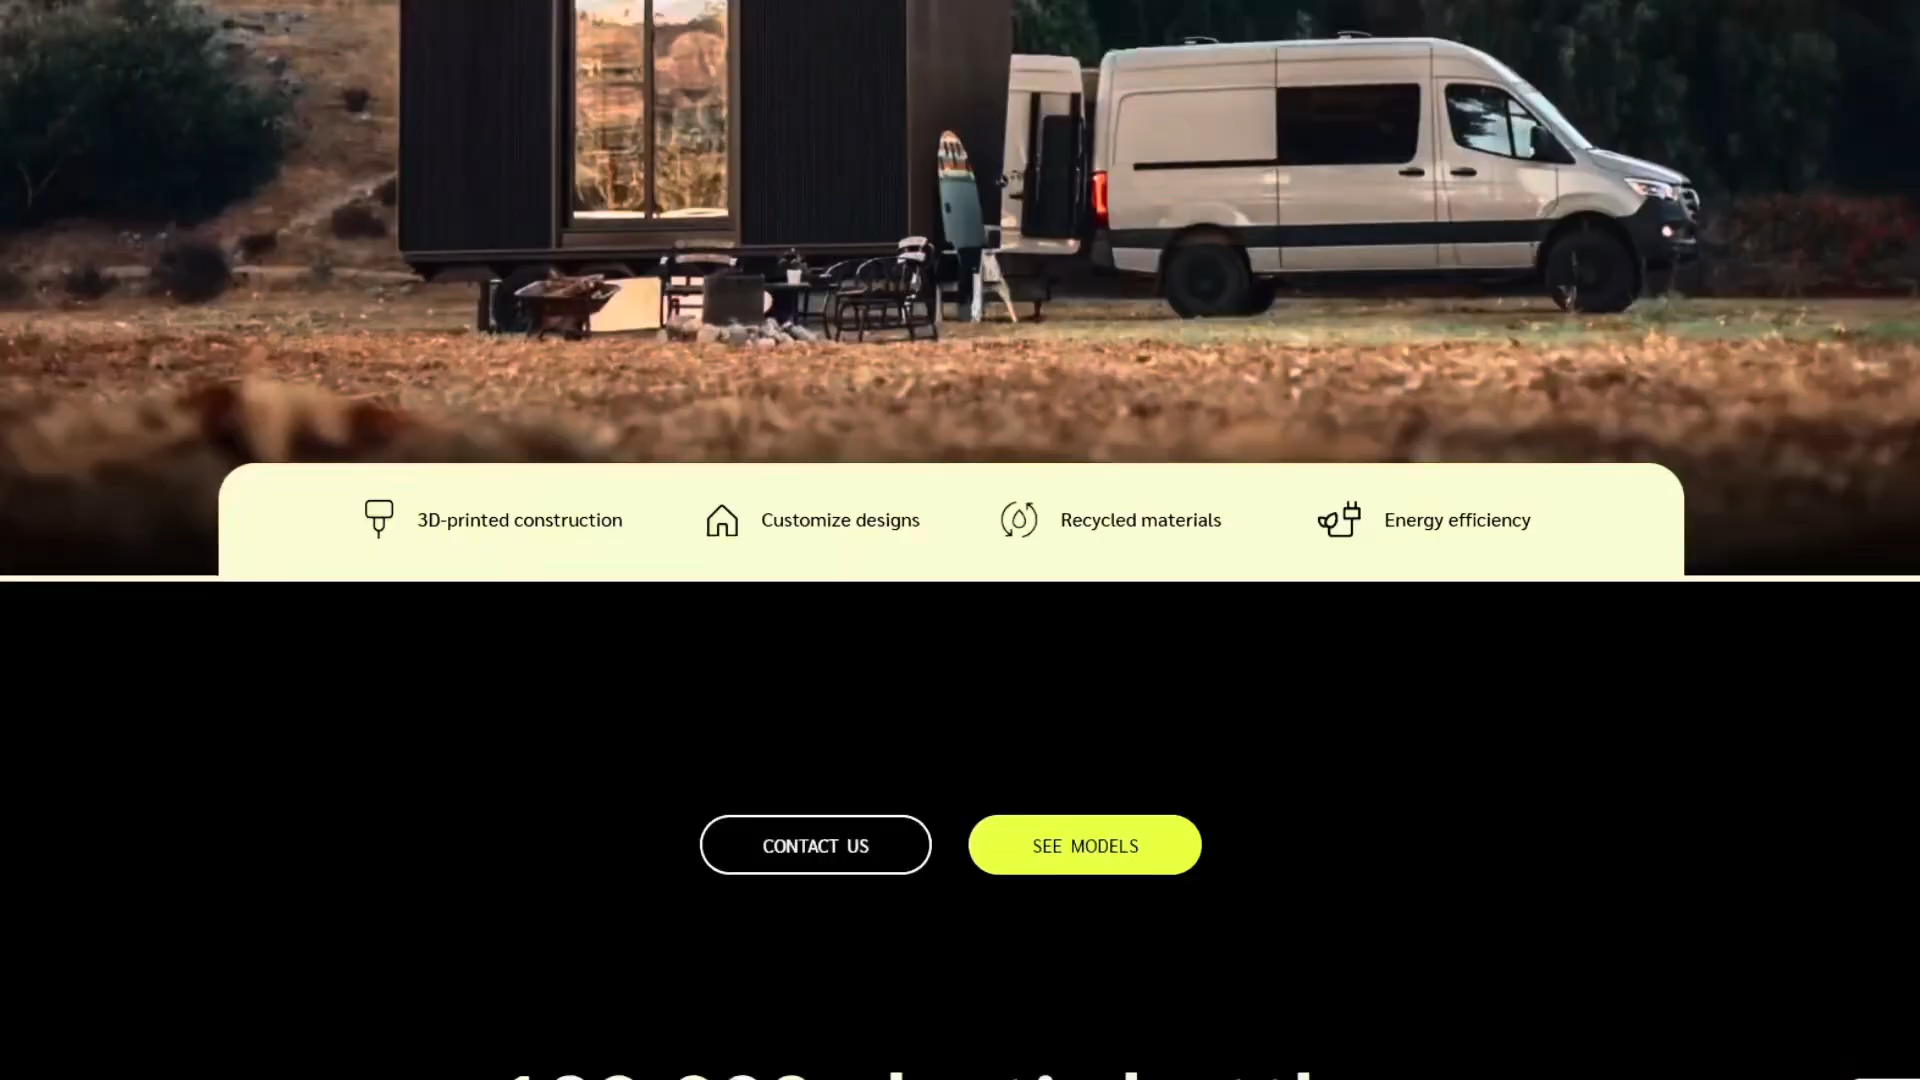 3D-printed construction
Customize designs
Recycled materials
Energy efficiency
CONTACT US
SEE MODELS